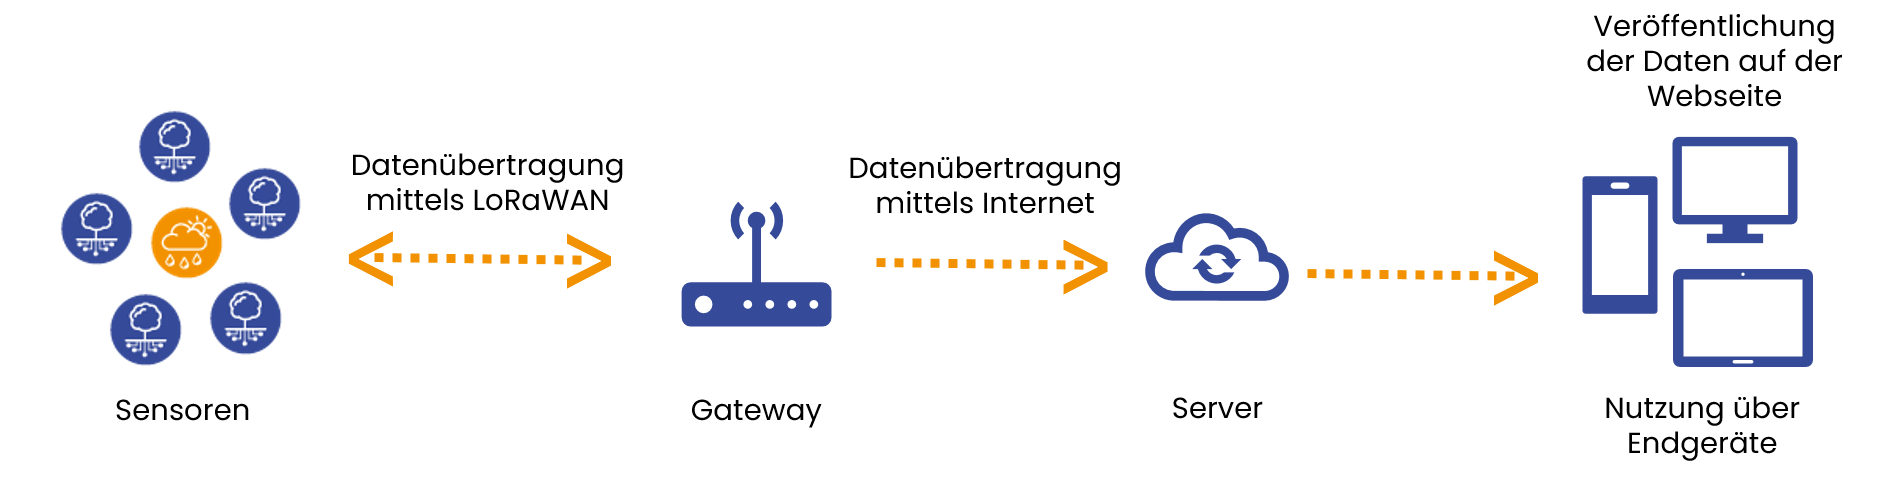 Veröffentlichung
der Daten auf der
Webseite
Datenübertragung
mittels LoRaWAN
Datenübertragung
mittels Internet
Sensoren
Gateway
Server
Nutzung über
Endgeräte